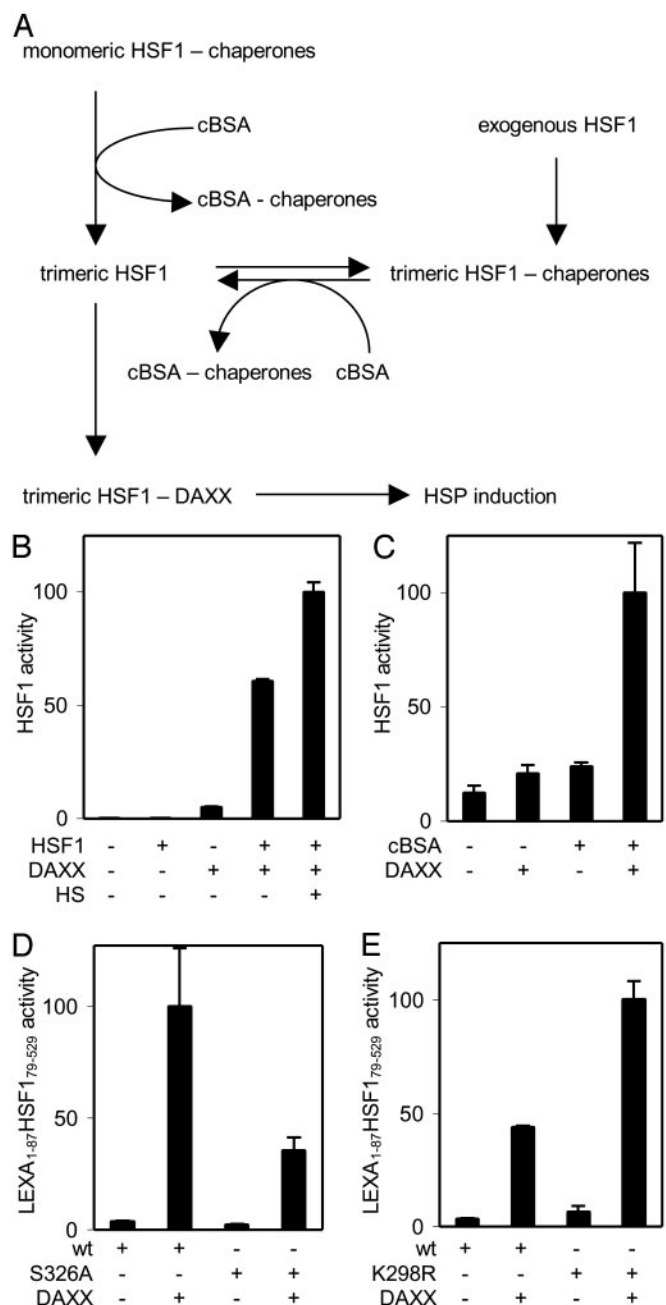 A
monomeric HSF1 – chaperones
cBSA
exogenous HSF1
cBSA - chaperones
trimeric HSF1
trimeric HSF1 – chaperones
cBSA – chaperones
cBSA
trimeric HSF1 – DAXX
HSP induction
B
HSF1 activity
100
50
0
HSF1 - + - + +
DAXX - - + + +
HS - - - - +
C
HSF1 activity
100
50
0
cBSA - - + +
DAXX - + - +
D
LEXA1-87HSF179-529 activity
100
50
0
wt + + - -
S326A - - + +
DAXX - + - +
E
LEXA1-87HSF179-529 activity
100
50
0
wt + + - -
K298R - - + +
DAXX - + - +